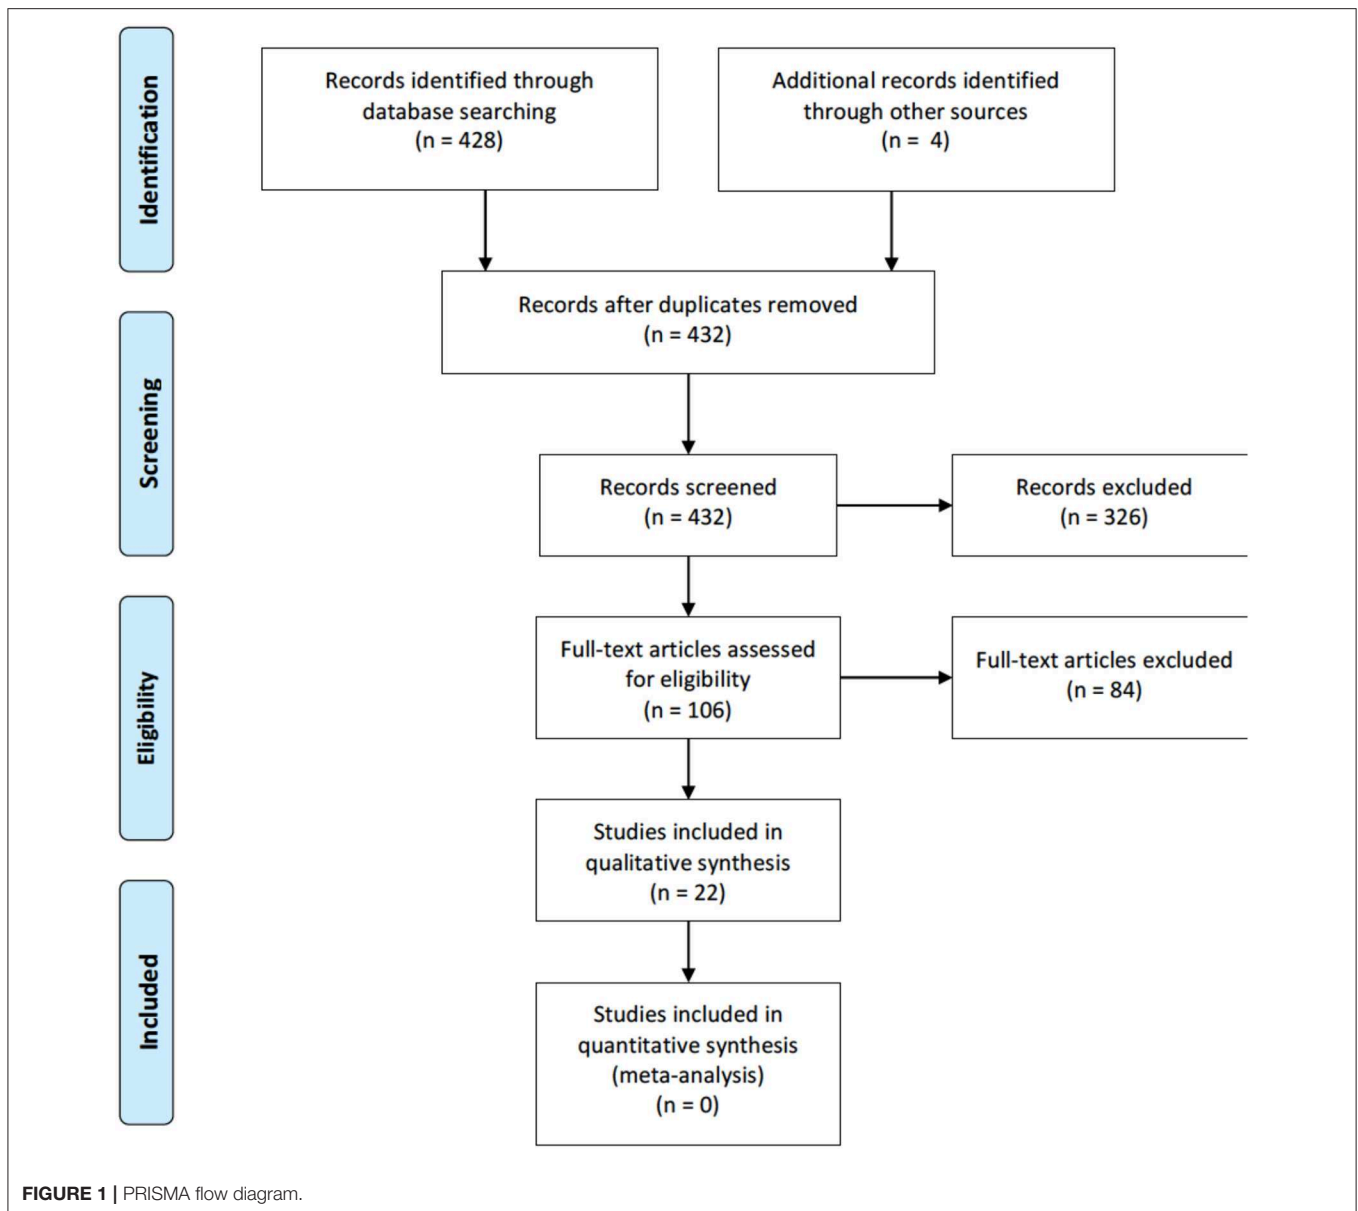 Identification
Records identified through
database searching
(n = 428)
Additional records identified
through other sources
(n =  4)
Records after duplicates removed
(n = 432)
Screening
Records screened
(n = 432)
Records excluded
(n = 326)
Eligibility
Full-text articles assessed
for eligibility
(n = 106)
Full-text articles excluded
(n = 84)
Studies included in
qualitative synthesis
(n = 22)
Included
Studies included in
quantitative synthesis
(meta-analysis)
(n = 0)
FIGURE 1 | PRISMA flow diagram.